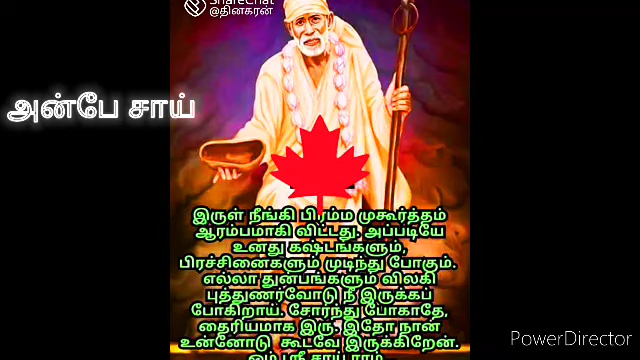 ShareChat
@தினகரன்
அன்பே சாய்
இருள் நீங்கி பிரம்ம முகூர்த்தம்
ஆரம்பமாகி விட்டது. அப்படியே
உனது கஷ்டங்களும்,
பிரச்சினைகளும் முடிந்து போகும்.
எல்லா துன்பங்களும் விலகி
புத்துணர்வோடு நீ இருக்கப்
போகிறாய். சோர்ந்து போகாதே,
தைரியமாக இரு. இதோ நான்
உன்னோடு கூடவே இருக்கிறேன்.
ஓம் ஸ்ரீ சாய் ராம்
PowerDirector